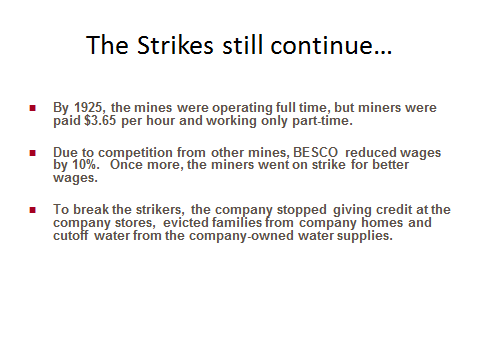 The Strikes still continue…
By 1925, the mines were operating full time, but miners were
paid $3.65 per hour and working only part-time.
Due to competition from other mines, BESCO reduced wages
by 10%. Once more, the miners went on strike for better
wages.
To break the strikers, the company stopped giving credit at the
company stores, evicted families from company homes and
cutoff water from the company-owned water supplies.